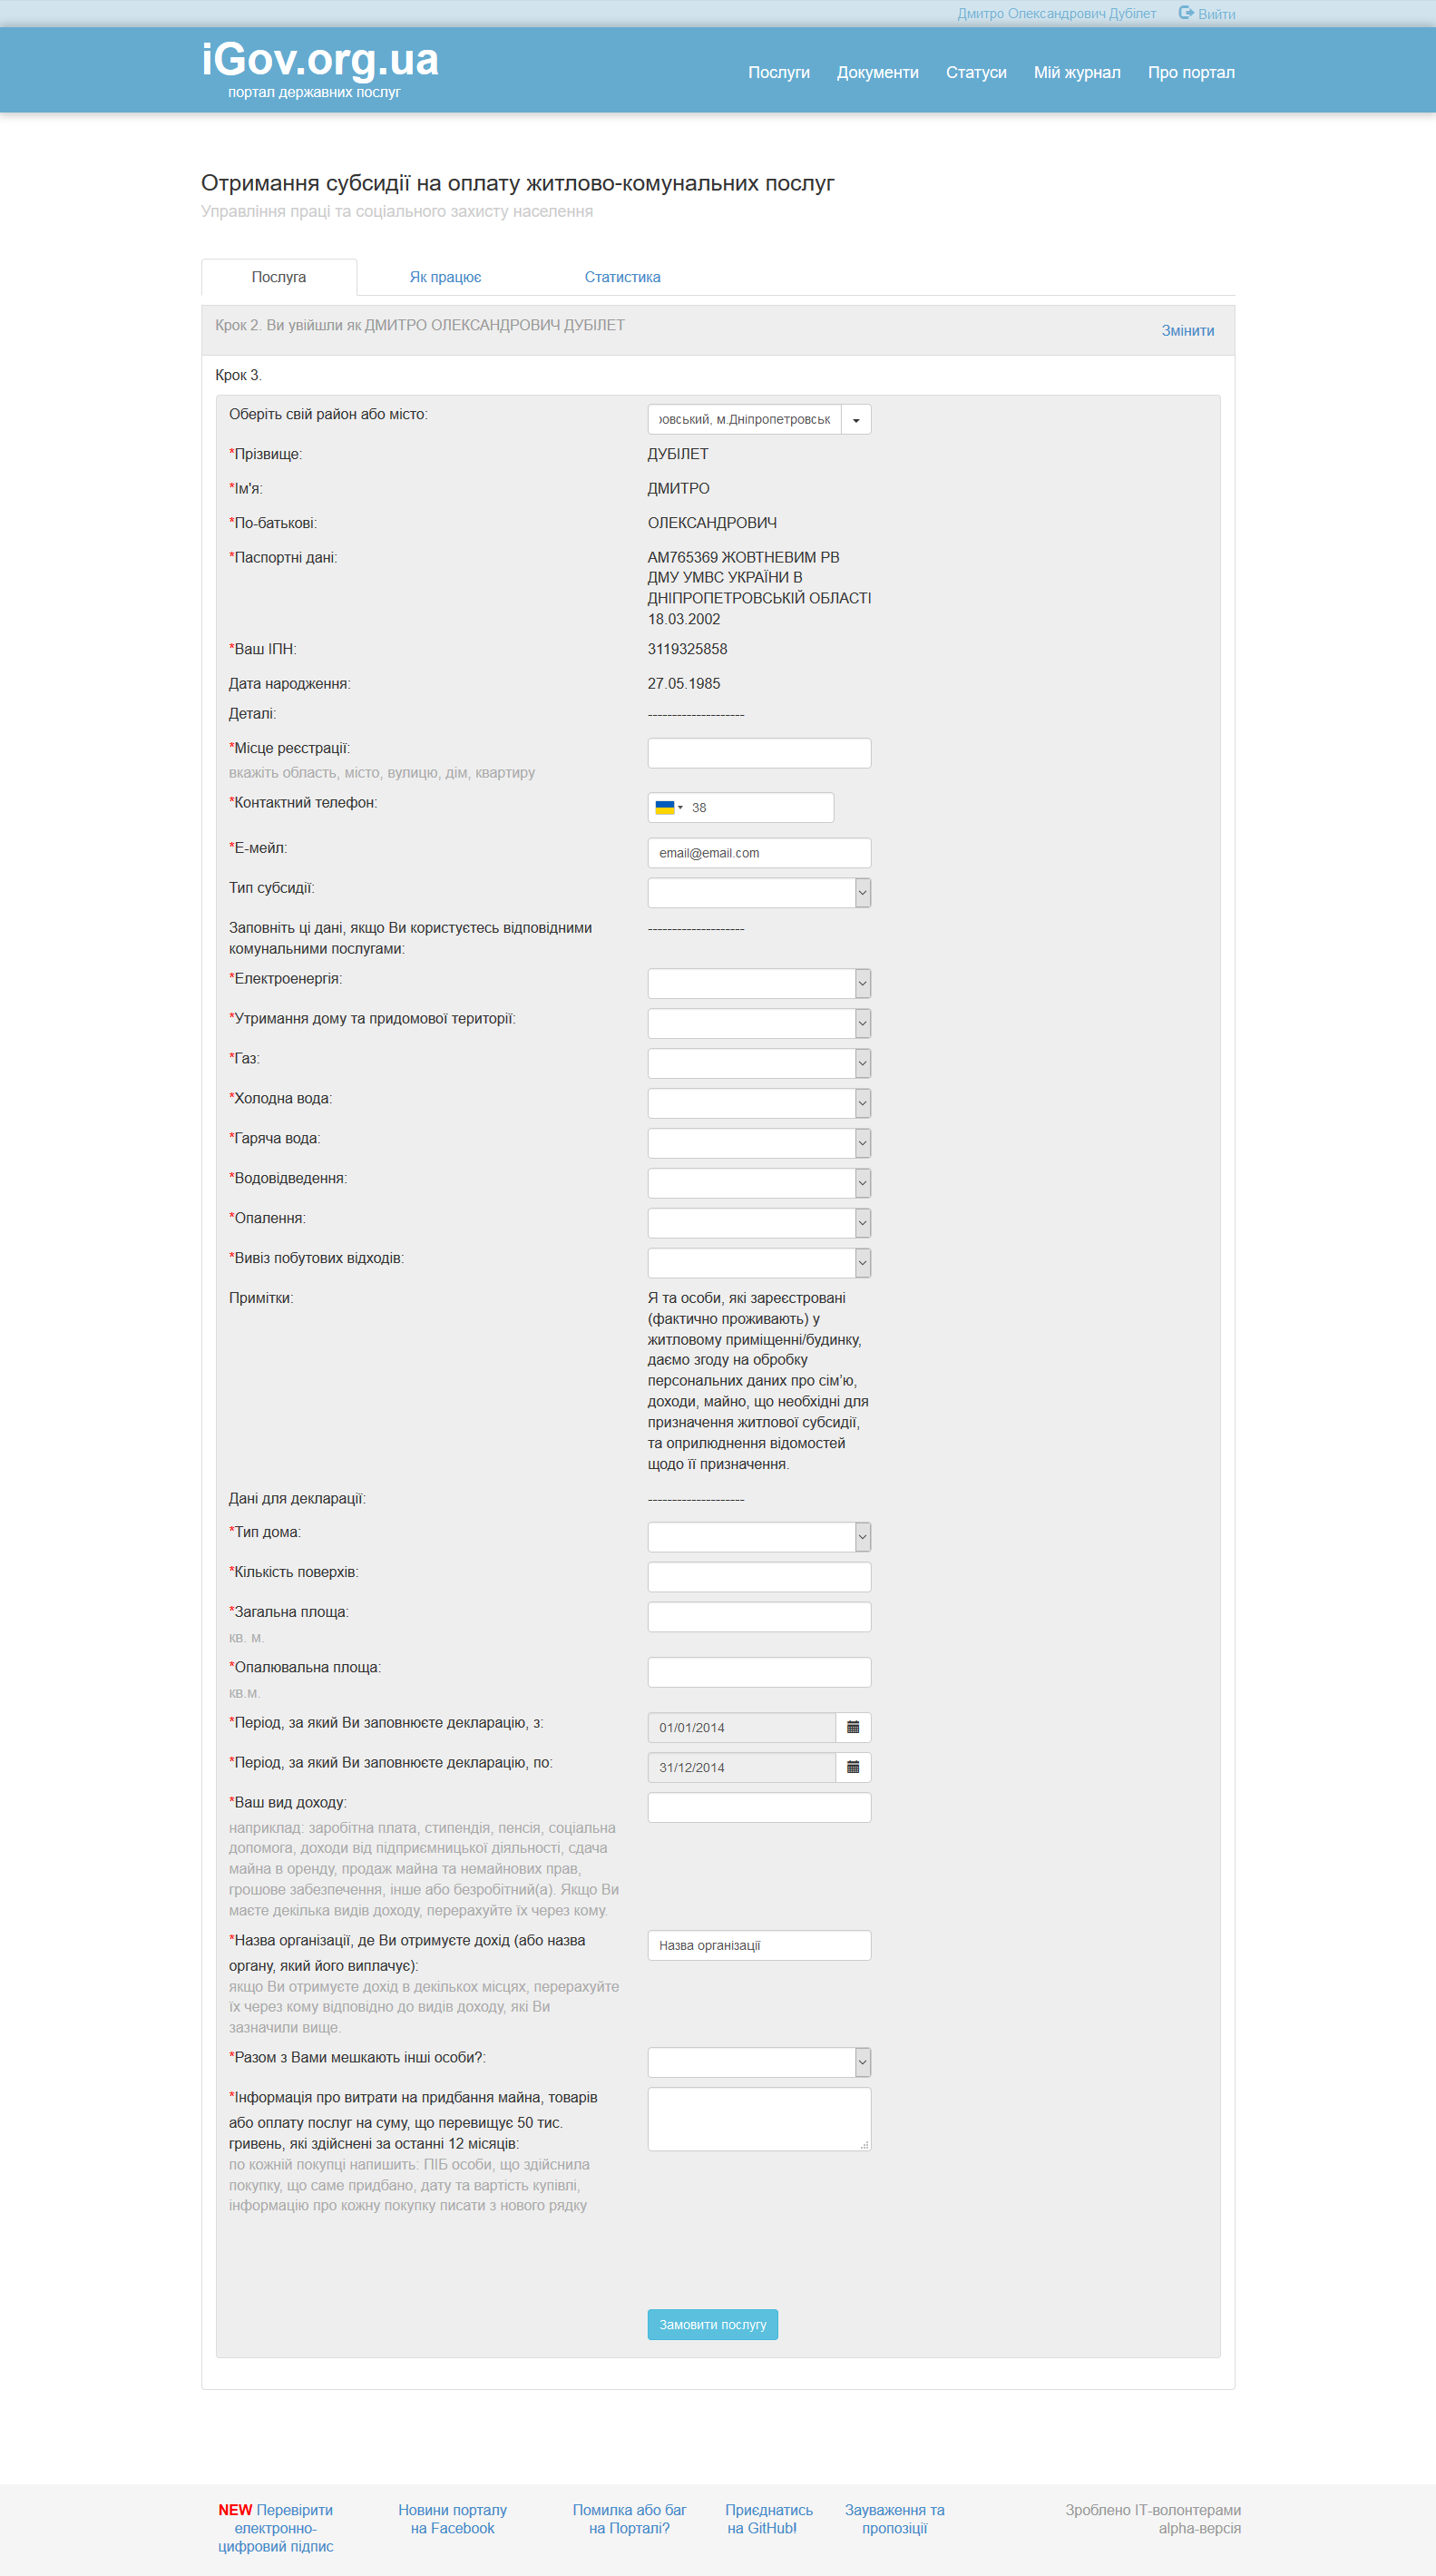 Дмитро Олександрович Дубілет Вийти
iGov.org.ua
портал державних послуг
Послуги Документи Статуси Мій журнал Про портал
Отримання субсидії на оплату житлово-комунальних послуг
Управління праці та соціального захисту населення
Послуга Як працює Статистика
Крок 2. Ви увійшли як ДМИТРО ОЛЕКСАНДРОВИЧ ДУБІЛЕТ
Змінити
Крок 3.
Оберіть свій район або місто:
ровський, м.Дніпропетровськ
*Прізвище: ДУБІЛЕТ
*Ім'я: ДМИТРО
*По-батькові: ОЛЕКСАНДРОВИЧ
*Паспортні дані: АМ765369 ЖОВТНЕВИМ РВ
ДМУ УМВС УКРАЇНИ В
ДНІПРОПЕТРОВСЬКІЙ ОБЛАСТІ
18.03.2002
*Ваш ІПН: 3119325858
Дата народження: 27.05.1985
Деталі: --------------------
*Місце реєстрації:
вкажіть область, місто, вулицю, дім, квартиру
*Контактний телефон: 38
*Е-мейл: email@email.com
Тип субсидії:
Заповніть ці дані, якщо Ви користуєтесь відповідними --------------------
комунальними послугами:
*Електроенергія:
*Утримання дому та придомової території:
*Газ:
*Холодна вода:
*Гаряча вода:
*Водовідведення:
*Опалення:
*Вивіз побутових відходів:
Примітки: Я та особи, які зареєстровані
(фактично проживають) у
житловому приміщенні/будинку,
даємо згоду на обробку
персональних даних про сім'ю,
доходи, майно, що необхідні для
призначення житлової субсидії,
та оприлюднення відомостей
щодо її призначення.
Дані для декларації: --------------------
*Тип дома:
*Кількість поверхів:
*Загальна площа:
кв. м.
*Опалювальна площа:
кв.м.
*Період, за який Ви заповнюєте декларацію, з: 01/01/2014
*Період, за який Ви заповнюєте декларацію, по: 31/12/2014
*Ваш вид доходу:
наприклад: заробітна плата, стипендія, пенсія, соціальна
допомога, доходи від підприємницької діяльності, сдача
майна в оренду, продаж майна та немайнових прав,
грошове забезпечення, інше або безробітний(а). Якщо Ви
маєте декілька видів доходу, перерахуйте їх через кому.
*Назва організації, де Ви отримуєте дохід (або назва Назва організації
органу, який його виплачує):
якщо Ви отримуєте дохід в декількох місцях, перерахуйте
їх через кому відповідно до видів доходу, які Ви
зазначили вище.
*Разом з Вами мешкають інші особи?:
*Інформація про витрати на придбання майна, товарів
або оплату послуг на суму, що перевищує 50 тис.
гривень, які здійснені за останні 12 місяців:
по кожній покупці напишить: ПІБ особи, що здійснила
покупку, що саме придбано, дату та вартість купівлі,
інформацію про кожну покупку писати з нового рядку
Замовити послугу
NEW Перевірити Новини порталу Помилка або баг Приєднатись Зауваження та Зроблено ІТ-волонтерами
електронно- на Facebook на Порталі? на GitHub! пропозіції alpha-версія
цифровий підпис